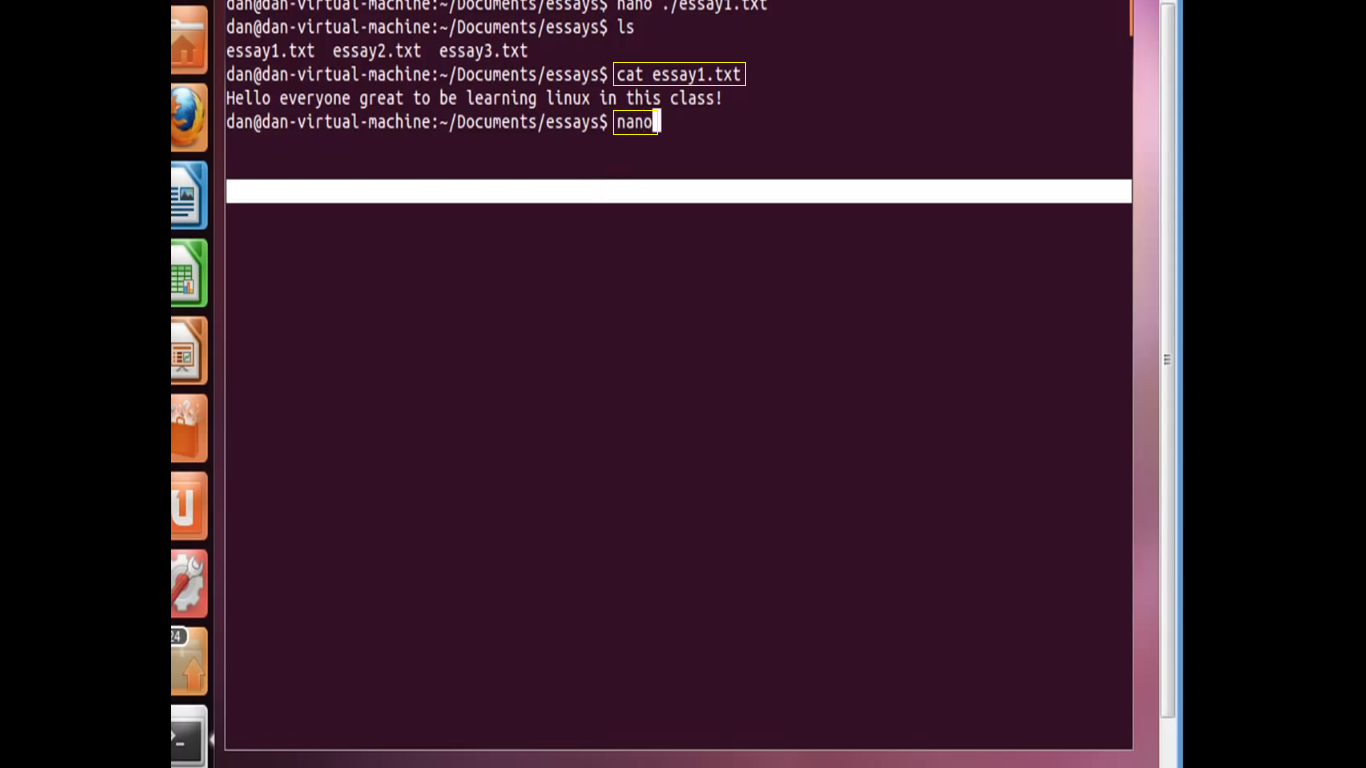 dan@dan-virtual-machine:~/Documents/essays$ nano ./essay1.txt
dan@dan-virtual-machine:~/Documents/essays$ ls
essay1.txt  essay2.txt  essay3.txt
dan@dan-virtual-machine:~/Documents/essays$ cat essay1.txt
Hello everyone great to be learning linux in this class!
dan@dan-virtual-machine:~/Documents/essays$ nano
24